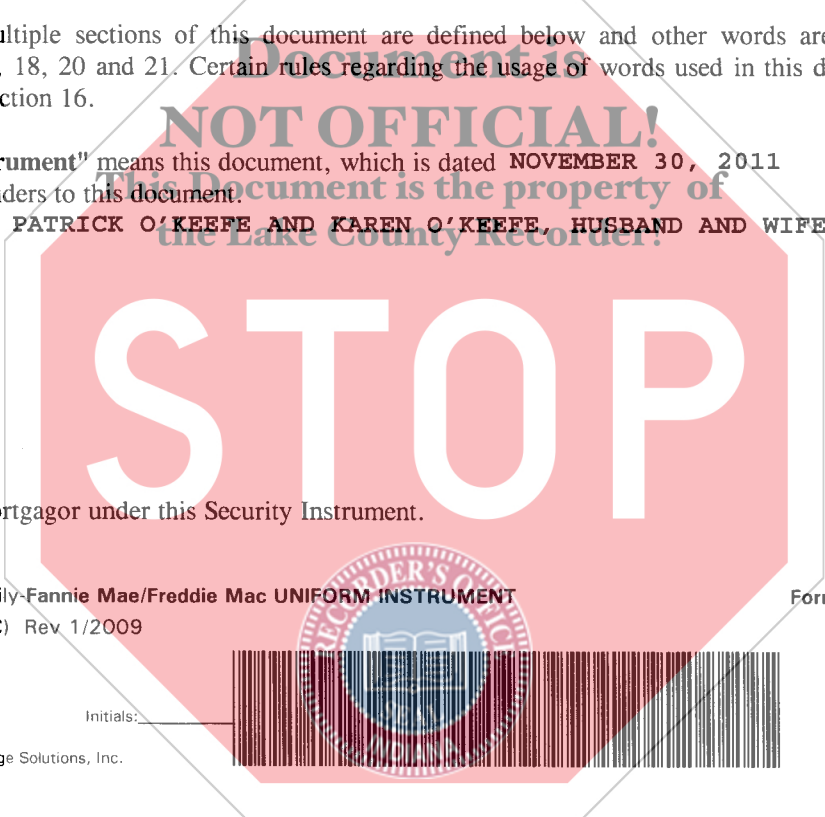 ultiple sections of this document are defined below and other words are
, 18, 20 and 21. Certain rules regarding the usage of words used in this d
ction 16.
Document is
NOT OFFICIAL!
rument" means this document, which is dated NOVEMBER 30, 2011
This Document is the property of
iders to this document.
PATRICK O'KEEFE AND KAREN O'KEEFE, HUSBAND AND WIFE
the Lake County Recorder!
STOP
ortgagor under this Security Instrument.
ily-Fannie Mae/Freddie Mac UNIFORM INSTRUMENT
Form
C) Rev 1/2009
RECORDER'S OFFICE
SEAL
INDIANA
Initials:
ge Solutions, Inc.